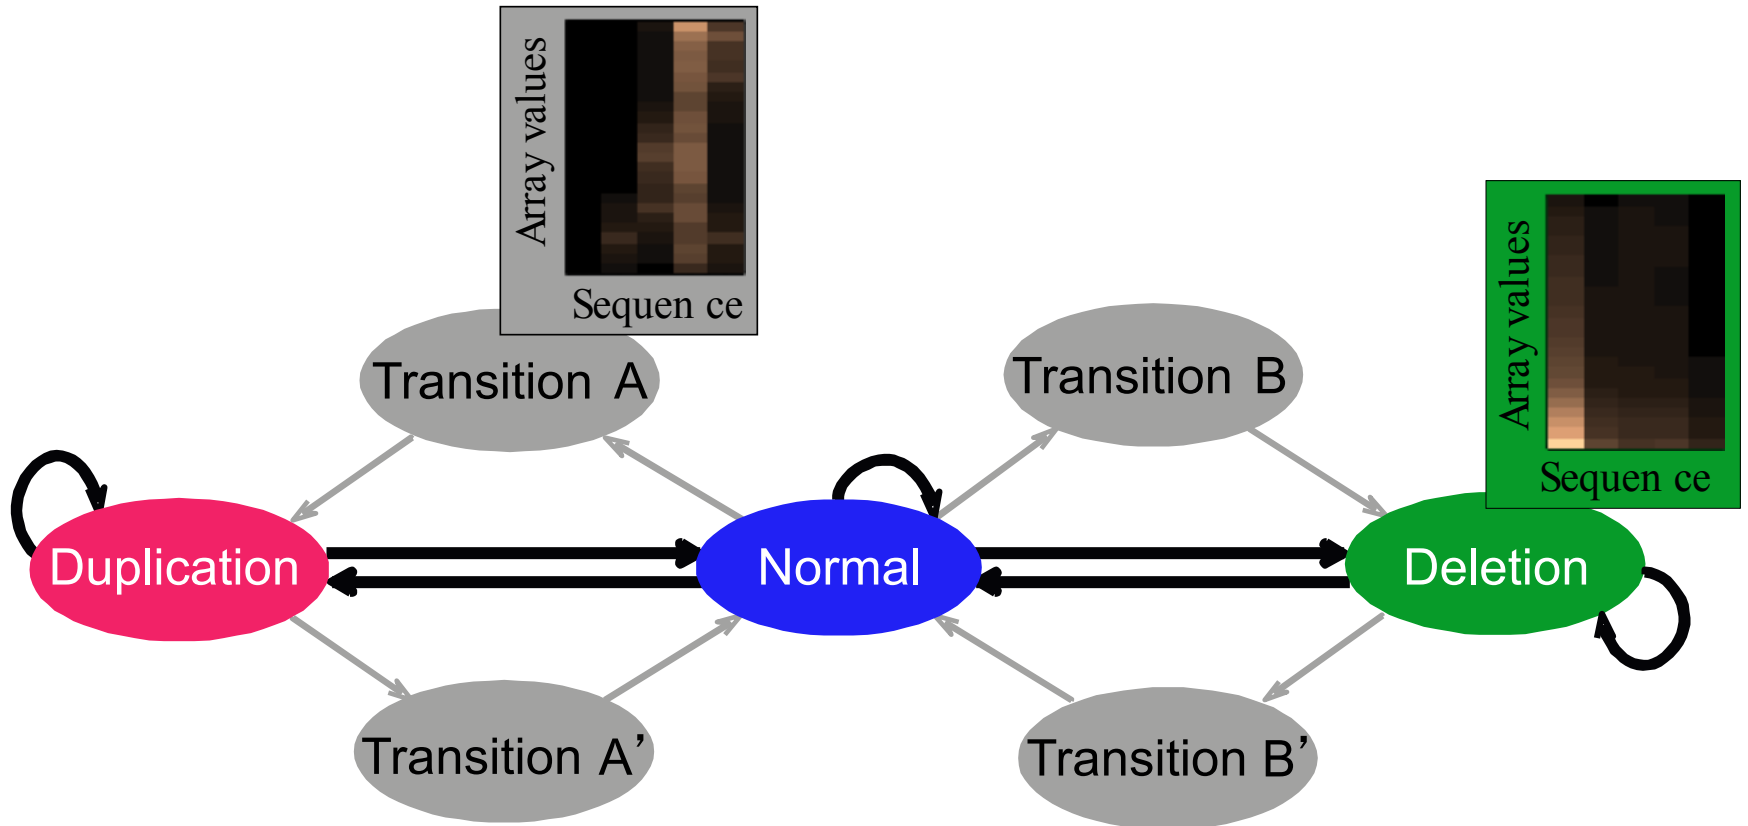 Array values
Sequen ce
Array values
Sequen ce
Transition A
Transition B
Duplication
Normal
Deletion
Transition A’
Transition B’